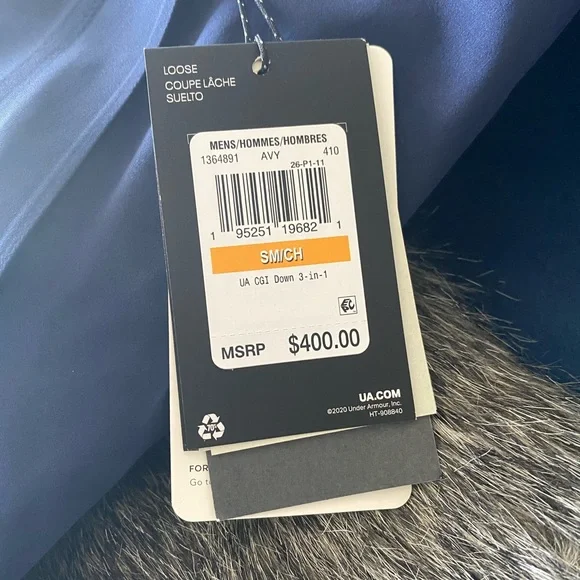 LOOSE
COUPE LÂCHE
SUELTO
MENS/HOMMES/HOMBRES
1364891 AVY 410
26-P1-11
1 95251 19682 1
SM/CH
UA CGI Down 3-in-1
MSRP $400.00
UA.COM
©2020 Under Armour, Inc.
HT-908840
FOR
Go t